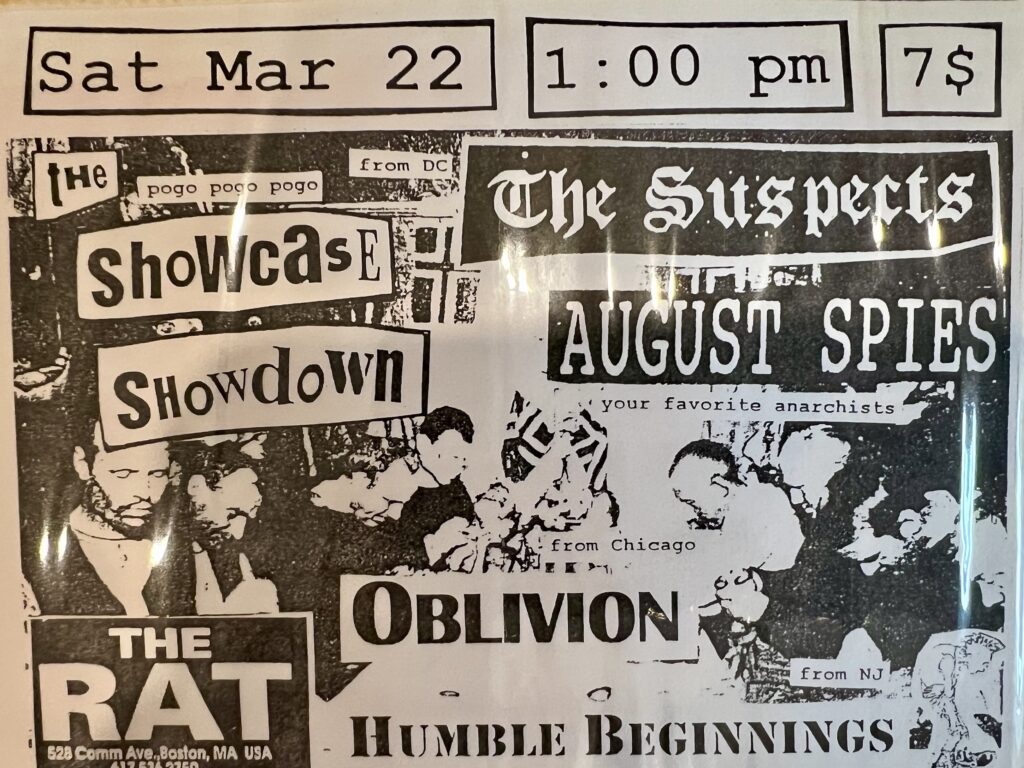 Sat Mar 22
1:00 pm
7$
the
pogo pogo pogo
from DC
The Suspects
Showcase
AUGUST SPIES
Showdown
your favorite anarchists
from Chicago
OBLIVION
THE
RAT
528 Comm Ave., Boston, MA USA
from NJ
HUMBLE BEGINNINGS